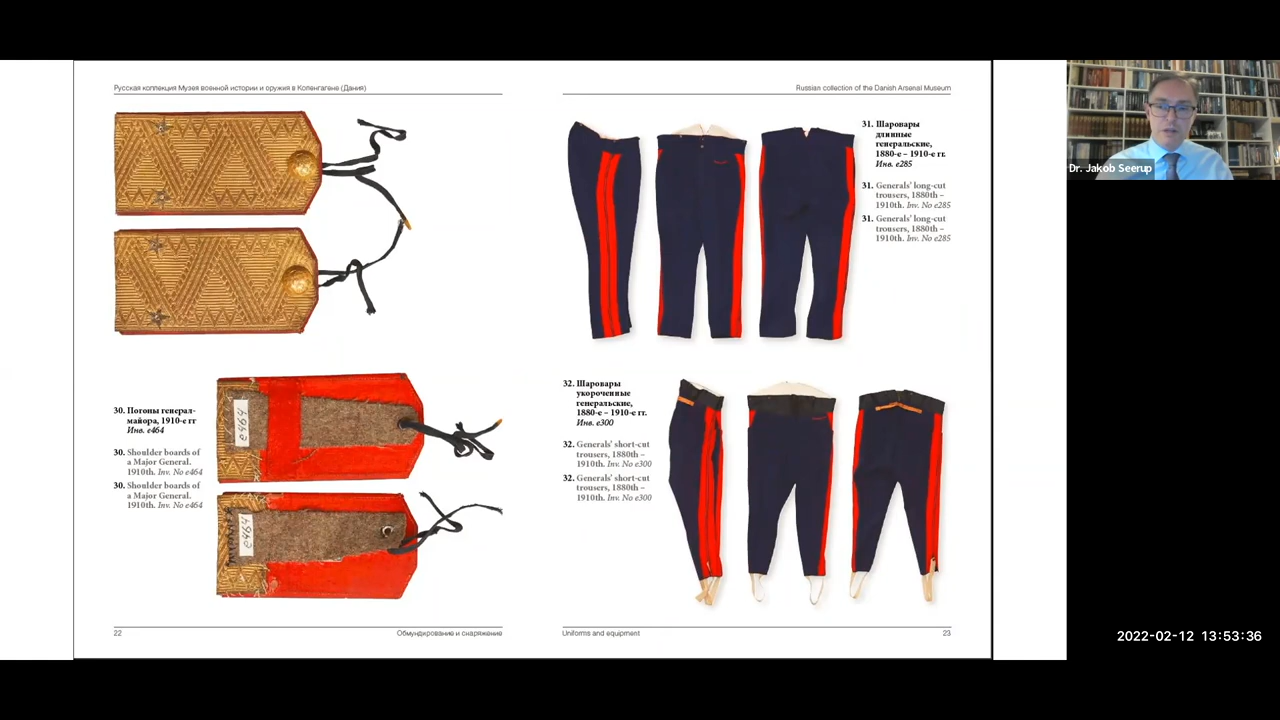 Русская коллекция Музея военной истории и оружия в Копенгагене (Дания)
30. Погоны генерал-
майора, 1910-е гг
Инв. e464
30. Shoulder boards of
a Major General.
1910th. Inv. No e464
30. Shoulder boards of
a Major General.
1910th. Inv. No e464
e464
e464
22
Обмундирование и снаряжение
Russian collection of the Danish Arsenal Museum
31. Шаровары
длинные
генеральские,
1880-е – 1910-е гг.
Инв. e285
31. Generals' long-cut
trousers, 1880th –
1910th. Inv. No e285
31. Generals' long-cut
trousers, 1880th –
1910th. Inv. No e285
32. Шаровары
укороченные
генеральские,
1880-е – 1910-е гг.
Инв. e300
32. Generals' short-cut
trousers, 1880th –
1910th. Inv. No e300
32. Generals' short-cut
trousers, 1880th –
1910th. Inv. No e300
Uniforms and equipment
23
Dr. Jakob Seerup
2022-02-12 13:53:36